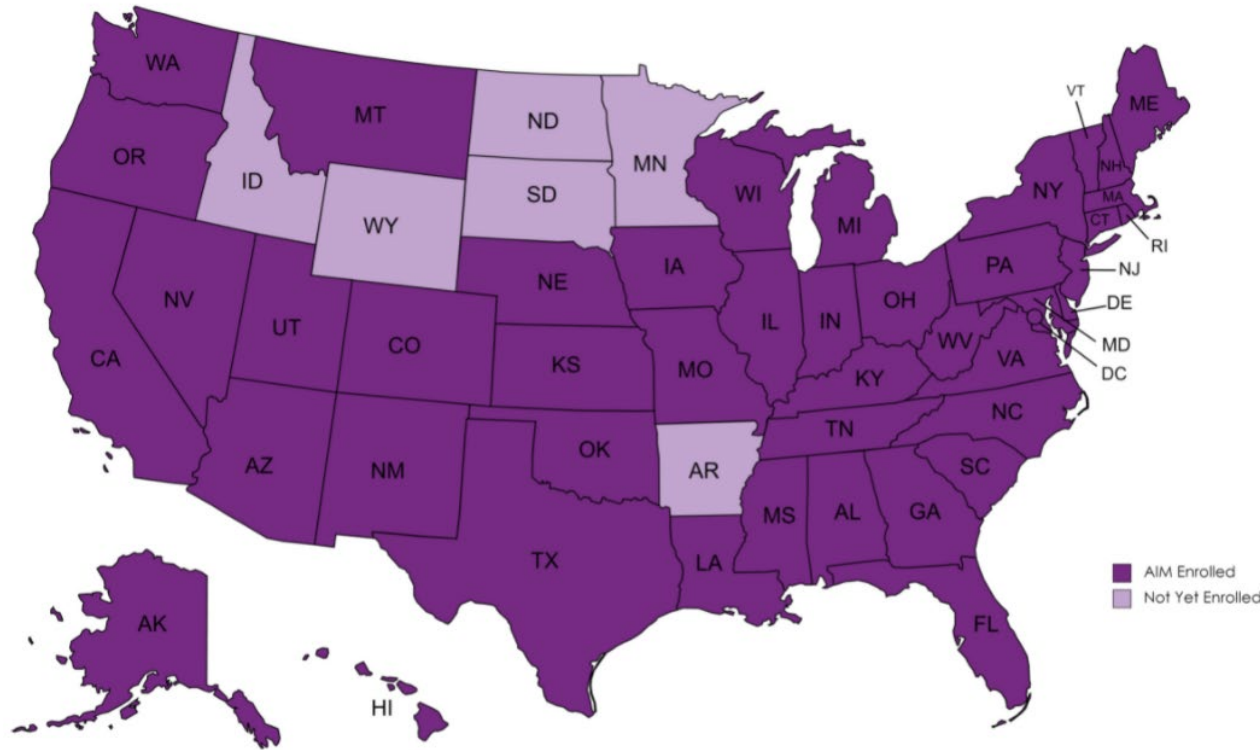 WA
MT
ND
MN
OR
ID
SD
WY
WI
MI
VT
ME
NH
NY
MA
CT
RI
NJ
PA
DE
MD
DC
NE
IA
NV
UT
CO
CA
KS
MO
IL
IN
OH
WV
VA
KY
NC
TN
SC
AZ
NM
OK
AR
TX
LA
MS
AL
GA
FL
AK
HI
AIM Enrolled
Not Yet Enrolled